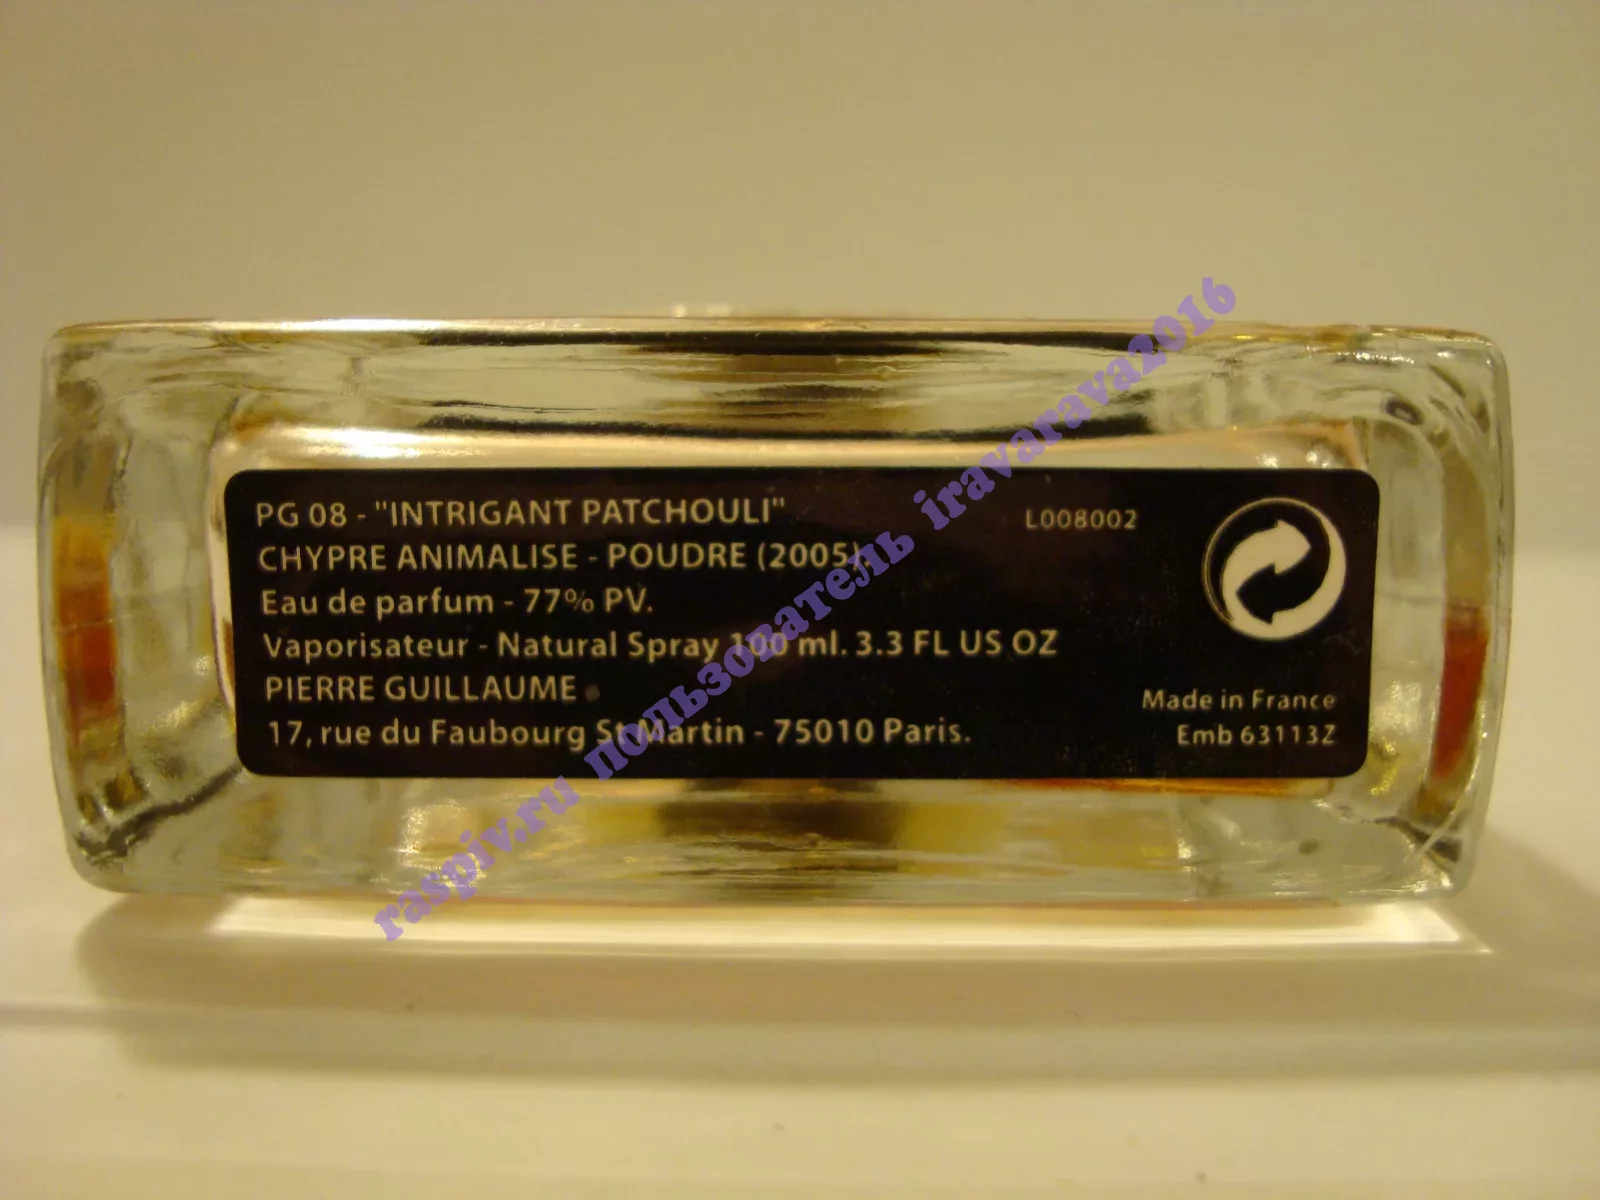 PG 08 - "INTRIGANT PATCHOULI"
L008002
CHYPRE ANIMALISE - POUDRE (2005).
Eau de parfum - 77% PV.
Vaporisateur - Natural Spray 100 ml. 3.3 FL US OZ
PIERRE GUILLAUME
17, rue du Faubourg St Martin - 75010 Paris.
Made in France
Emb 63113Z
raspiv.ru пользователь iravarava2016